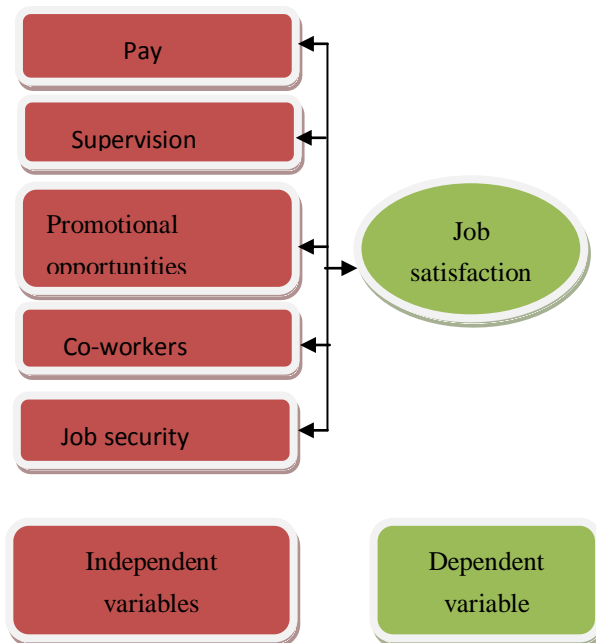 Pay
Supervision
Promotional
opportunities
Job
satisfaction
Co-workers
Job security
Independent
variables
Dependent
variable